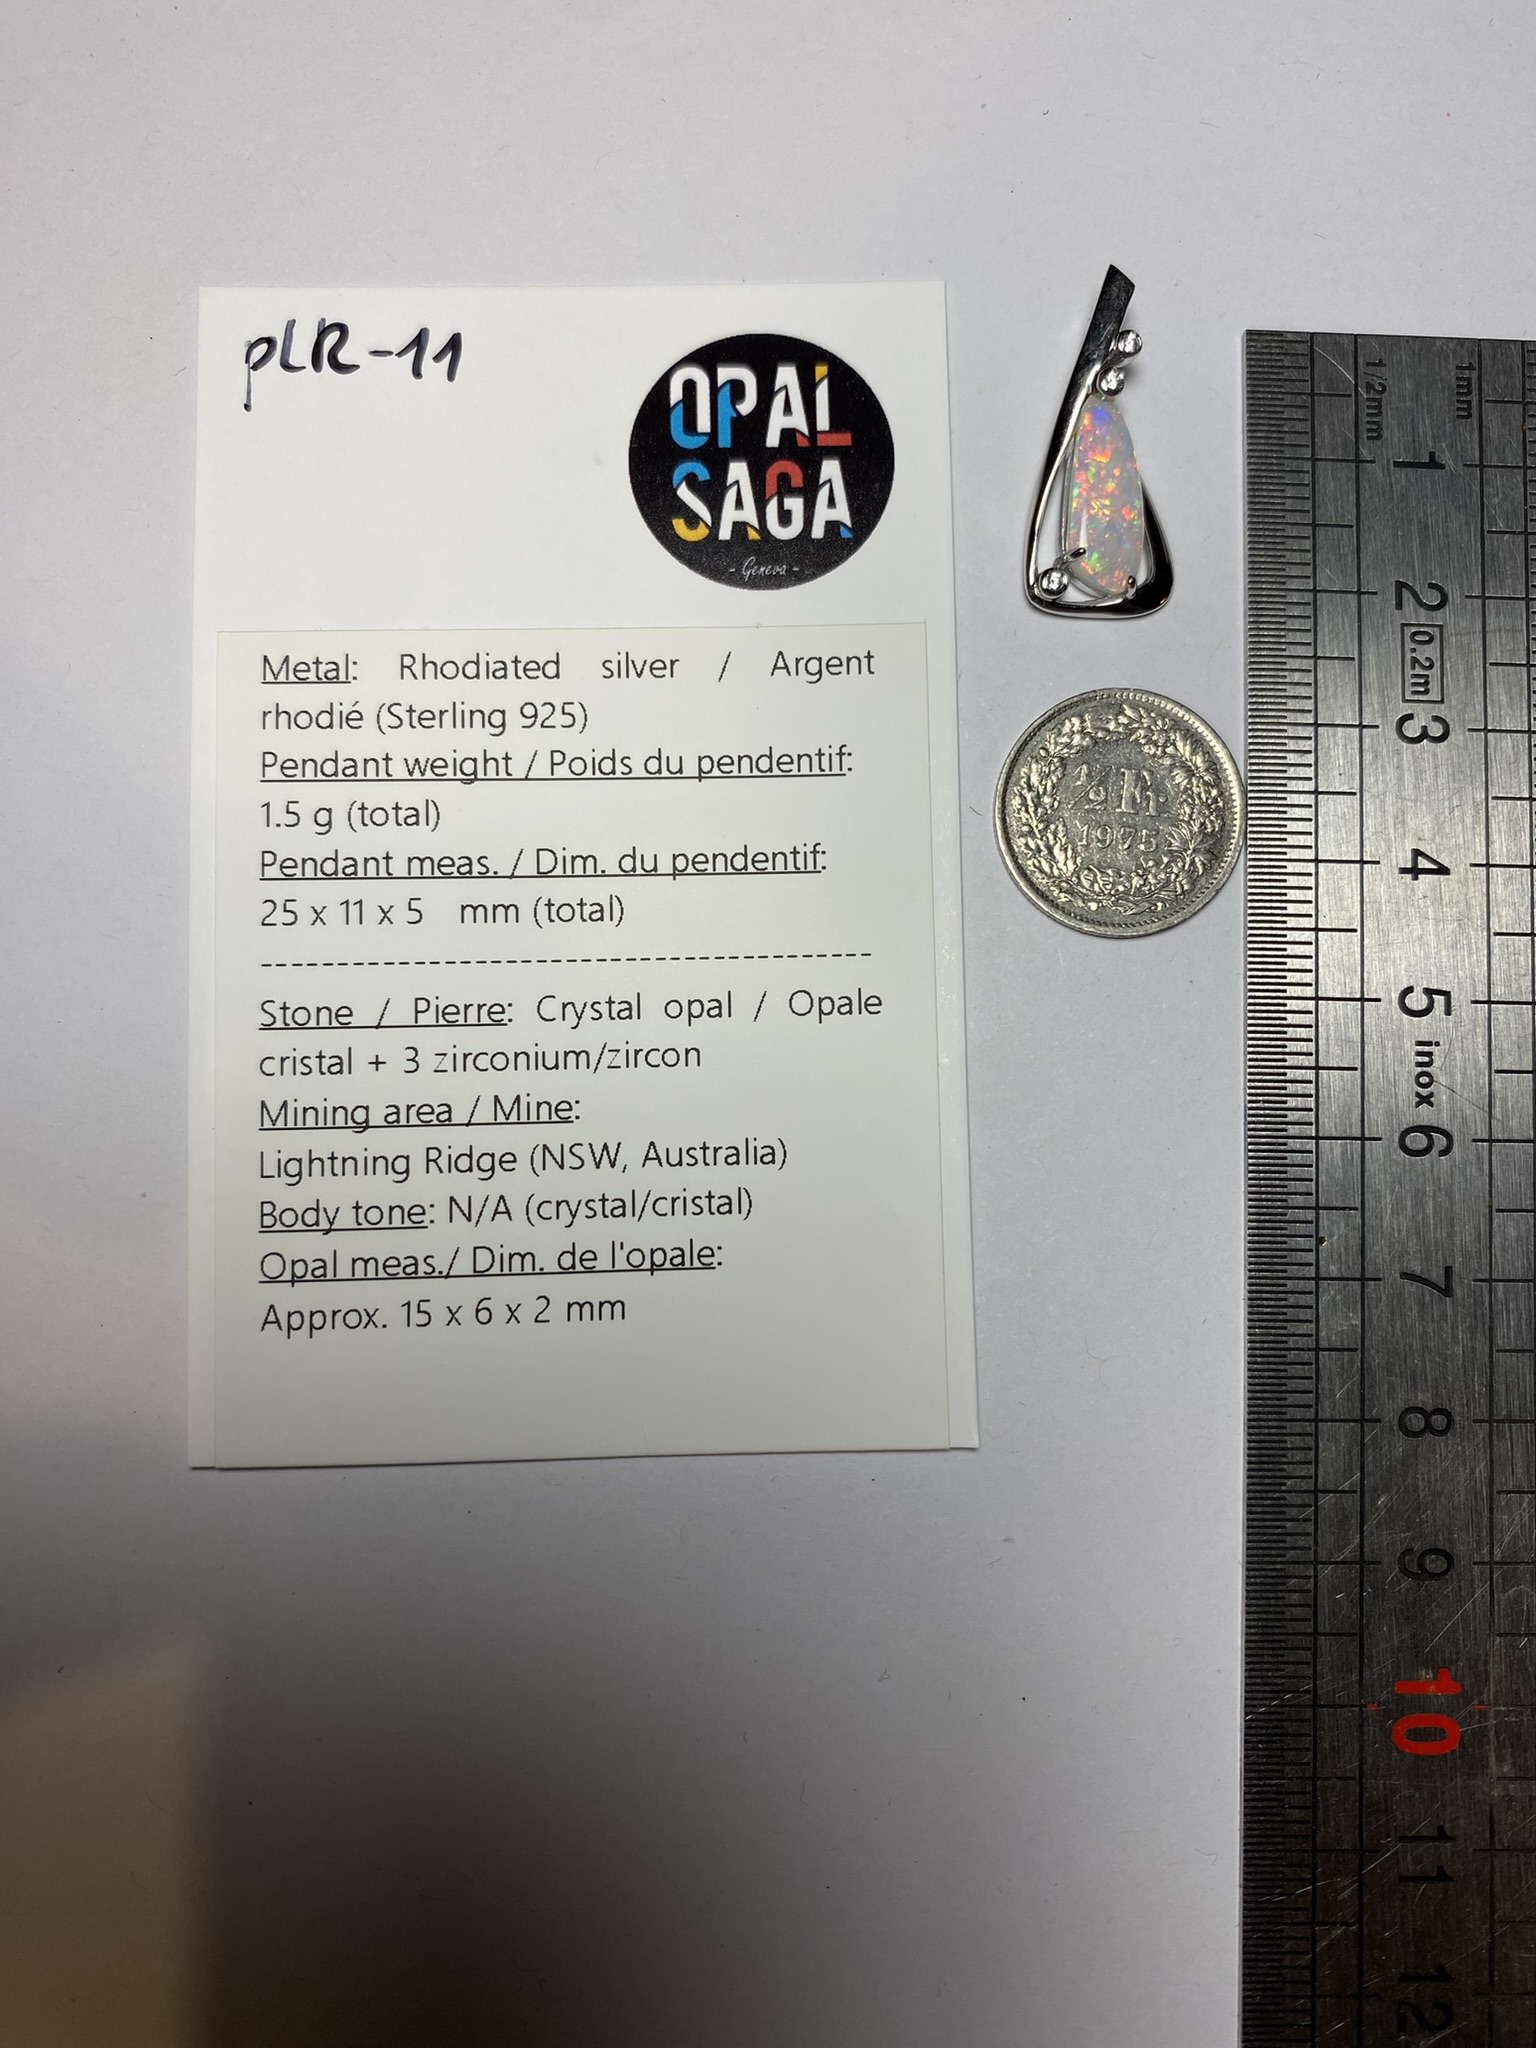 pLR-11
OPAL
SAGA
- Geneva -
Metal: Rhodiated silver / Argent
rhodié (Sterling 925)
Pendant weight / Poids du pendentif:
1.5 g (total)
Pendant meas. / Dim. du pendentif:
25 x 11 x 5 mm (total)
----------------------------------------
Stone / Pierre: Crystal opal / Opale
cristal + 3 zirconium/zircon
Mining area / Mine:
Lightning Ridge (NSW, Australia)
Body tone: N/A (crystal/cristal)
Opal meas./ Dim. de l'opale:
Approx. 15 x 6 x 2 mm
½ Fr
1975
1/2mm
1mm
1
2
0.2m
3
4
5
inox
6
7
8
9
10
11
12